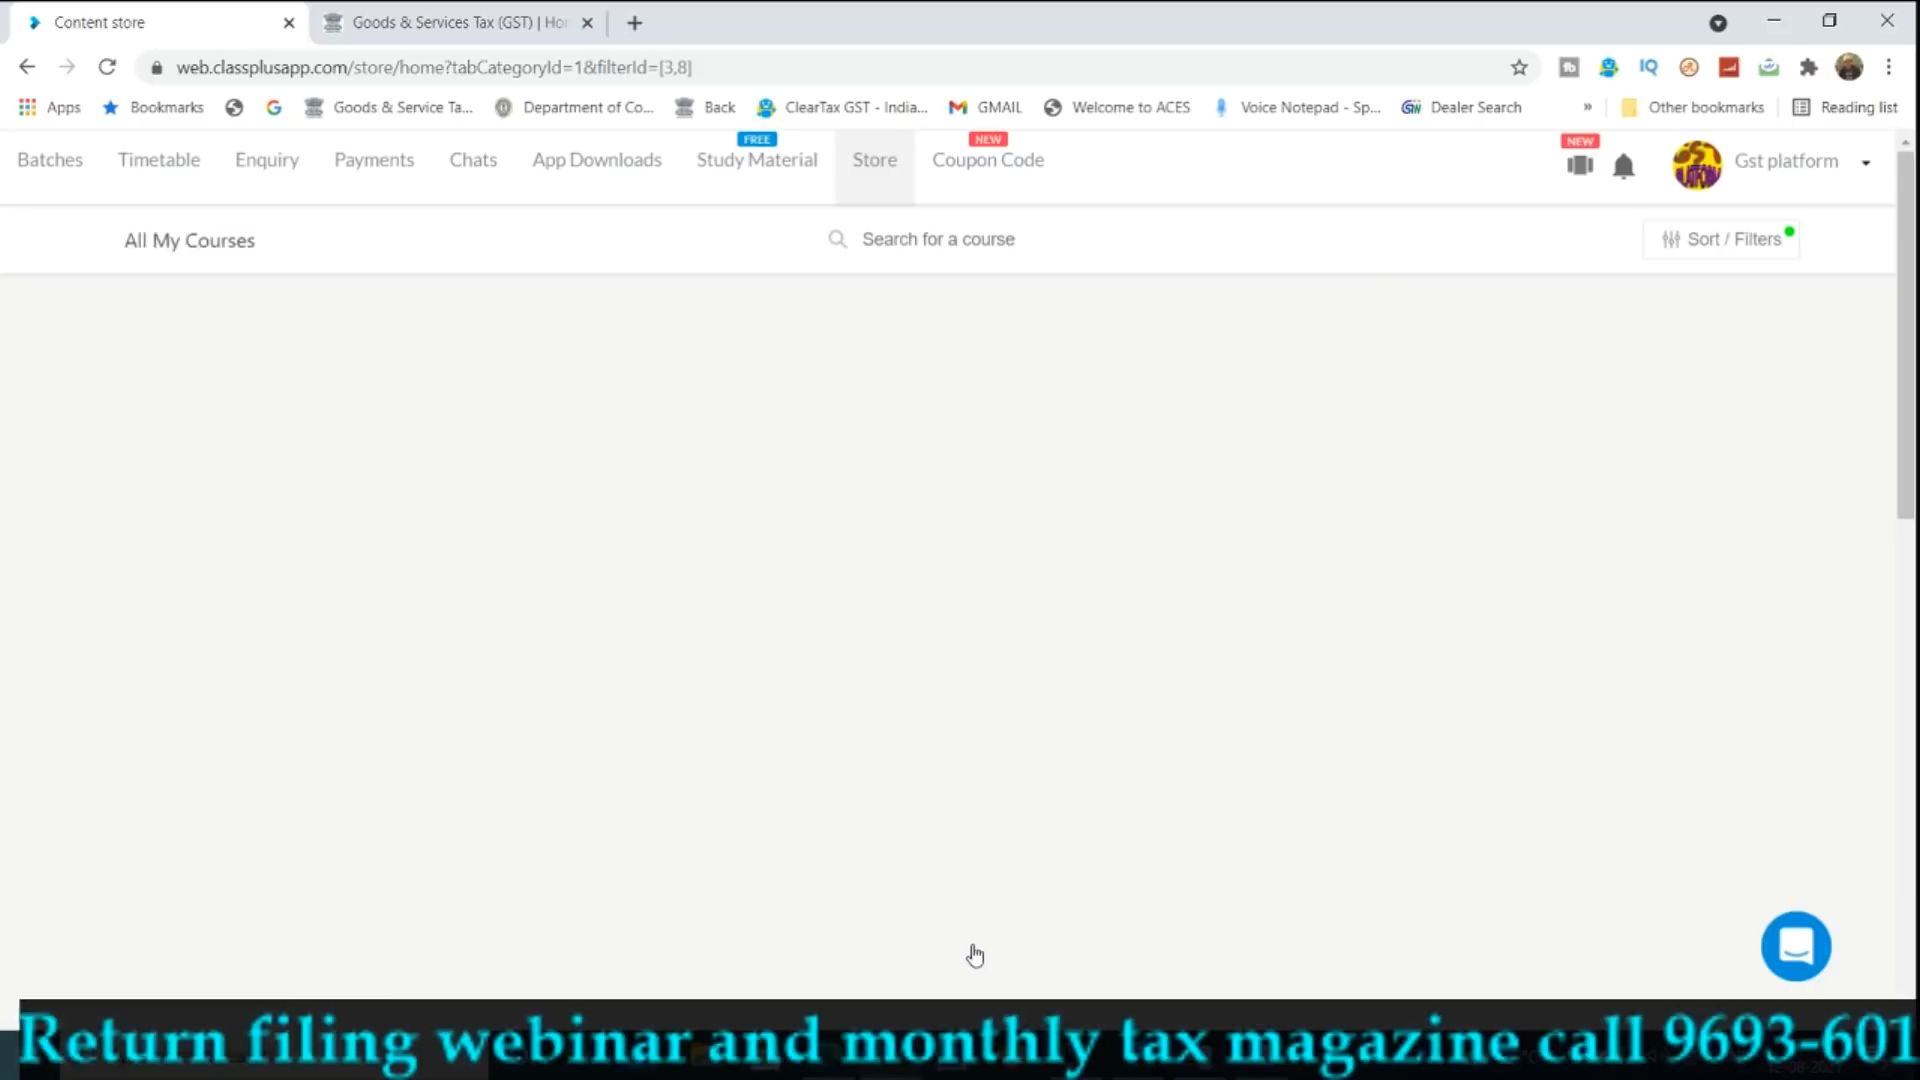 Content store
Goods & Services Tax (GST) | Hor
web.classplusapp.com/store/home?tabCategoryId=1&filterId=[3,8]
Apps Bookmarks Goods & Service Ta... Department of Co... Back ClearTax GST - India... GMAIL Welcome to ACES Voice Notepad - Sp... Dealer Search » Other bookmarks Reading list
FREE NEW NEW
Batches Timetable Enquiry Payments Chats App Downloads Study Material Store Coupon Code Gst platform
All My Courses Search for a course Sort / Filters
Return filing webinar and monthly tax magazine call 9693-601